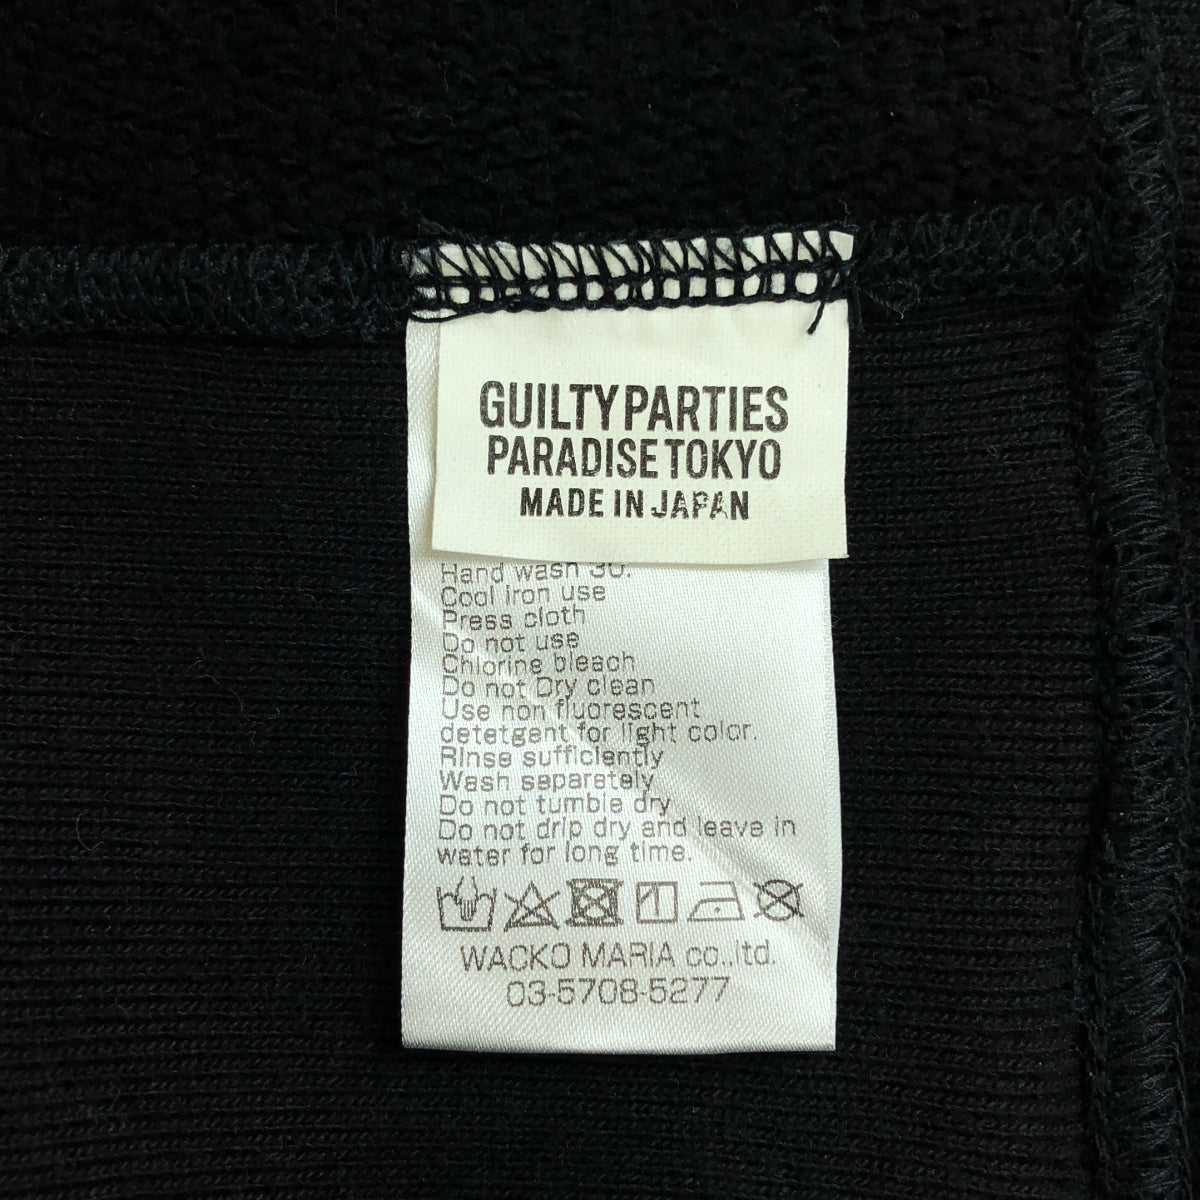 GUILTY PARTIES
PARADISE TOKYO
MADE IN JAPAN
Hand wash 30.
Cool iron use
Press cloth
Do not use
Chlorine bleach
Do not Dry clean
Use non fluorescent
detetgent for light color.
Rinse sufficiently
Wash separately
Do not tumble dry
Do not drip dry and leave in
water for long time.
WACKO MARIA co.,ltd.
03-5708-5277